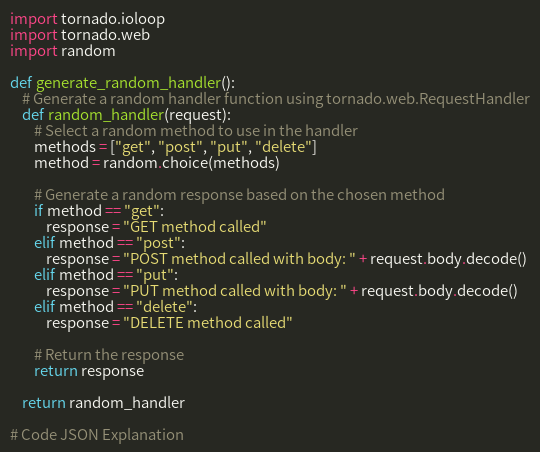 import tornado.ioloop
import tornado.web
import random

def generate_random_handler():
    # Generate a random handler function using tornado.web.RequestHandler
    def random_handler(request):
        # Select a random method to use in the handler
        methods = ["get", "post", "put", "delete"]
        method = random.choice(methods)

        # Generate a random response based on the chosen method
        if method == "get":
            response = "GET method called"
        elif method == "post":
            response = "POST method called with body: " + request.body.decode()
        elif method == "put":
            response = "PUT method called with body: " + request.body.decode()
        elif method == "delete":
            response = "DELETE method called"

        # Return the response
        return response

    return random_handler

# Code JSON Explanation